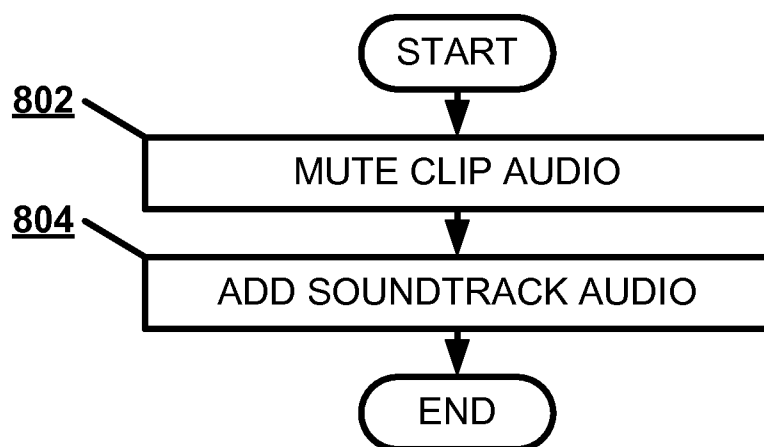 START
802
MUTE CLIP AUDIO
804
ADD SOUNDTRACK AUDIO
END